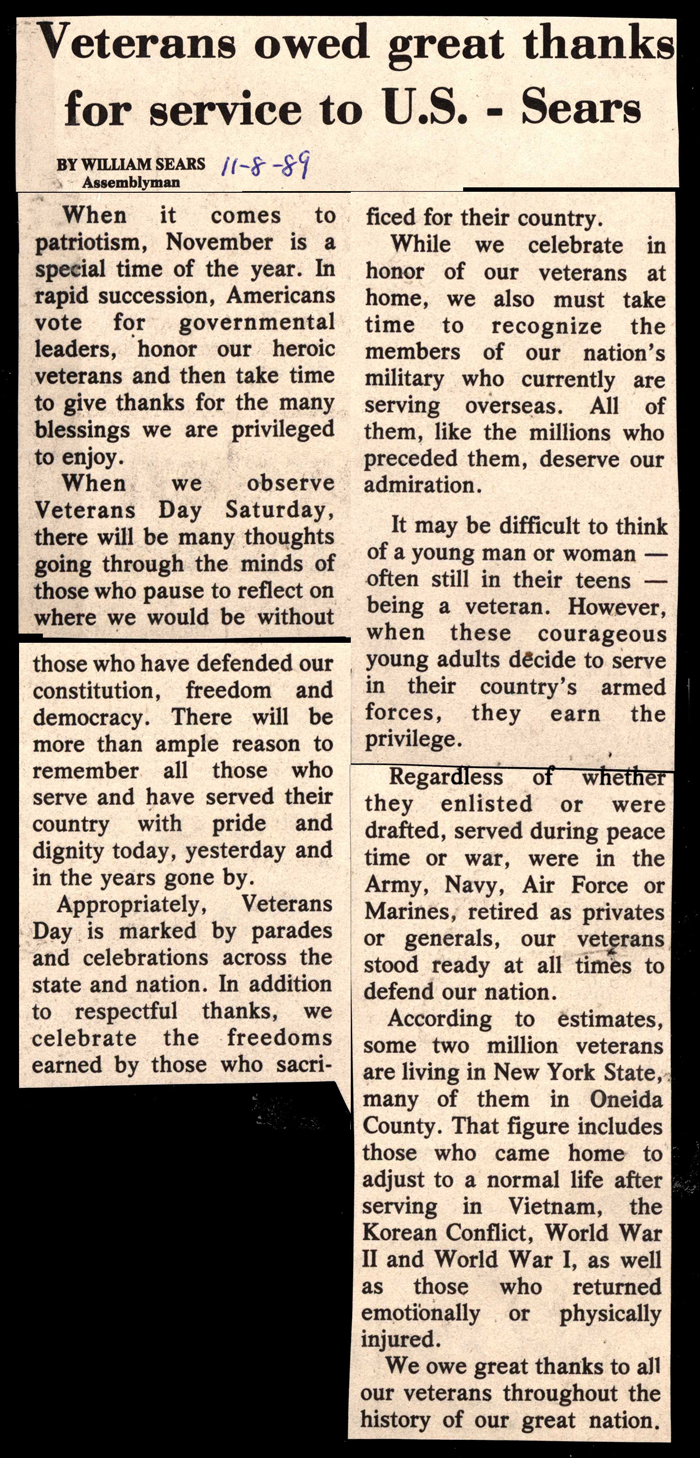 Veterans owed great thanks
for service to U.S. - Sears
BY WILLIAM SEARS 11-8-89
Assemblyman
When it comes to
patriotism, November is a
special time of the year. In
rapid succession, Americans
vote for governmental
leaders, honor our heroic
veterans and then take time
to give thanks for the many
blessings we are privileged
to enjoy.
When we observe
Veterans Day Saturday,
there will be many thoughts
going through the minds of
those who pause to reflect on
where we would be without
those who have defended our
constitution, freedom and
democracy. There will be
more than ample reason to
remember all those who
serve and have served their
country with pride and
dignity today, yesterday and
in the years gone by.
Appropriately, Veterans
Day is marked by parades
and celebrations across the
state and nation. In addition
to respectful thanks, we
celebrate the freedoms
earned by those who sacri-
ficed for their country.
While we celebrate in
honor of our veterans at
home, we also must take
time to recognize the
members of our nation's
military who currently are
serving overseas. All of
them, like the millions who
preceded them, deserve our
admiration.
It may be difficult to think
of a young man or woman —
often still in their teens —
being a veteran. However,
when these courageous
young adults decide to serve
in their country's armed
forces, they earn the
privilege.
Regardless of whether
they enlisted or were
drafted, served during peace
time or war, were in the
Army, Navy, Air Force or
Marines, retired as privates
or generals, our veterans
stood ready at all times to
defend our nation.
According to estimates,
some two million veterans
are living in New York State,
many of them in Oneida
County. That figure includes
those who came home to
adjust to a normal life after
serving in Vietnam, the
Korean Conflict, World War
II and World War I, as well
as those who returned
emotionally or physically
injured.
We owe great thanks to all
our veterans throughout the
history of our great nation.